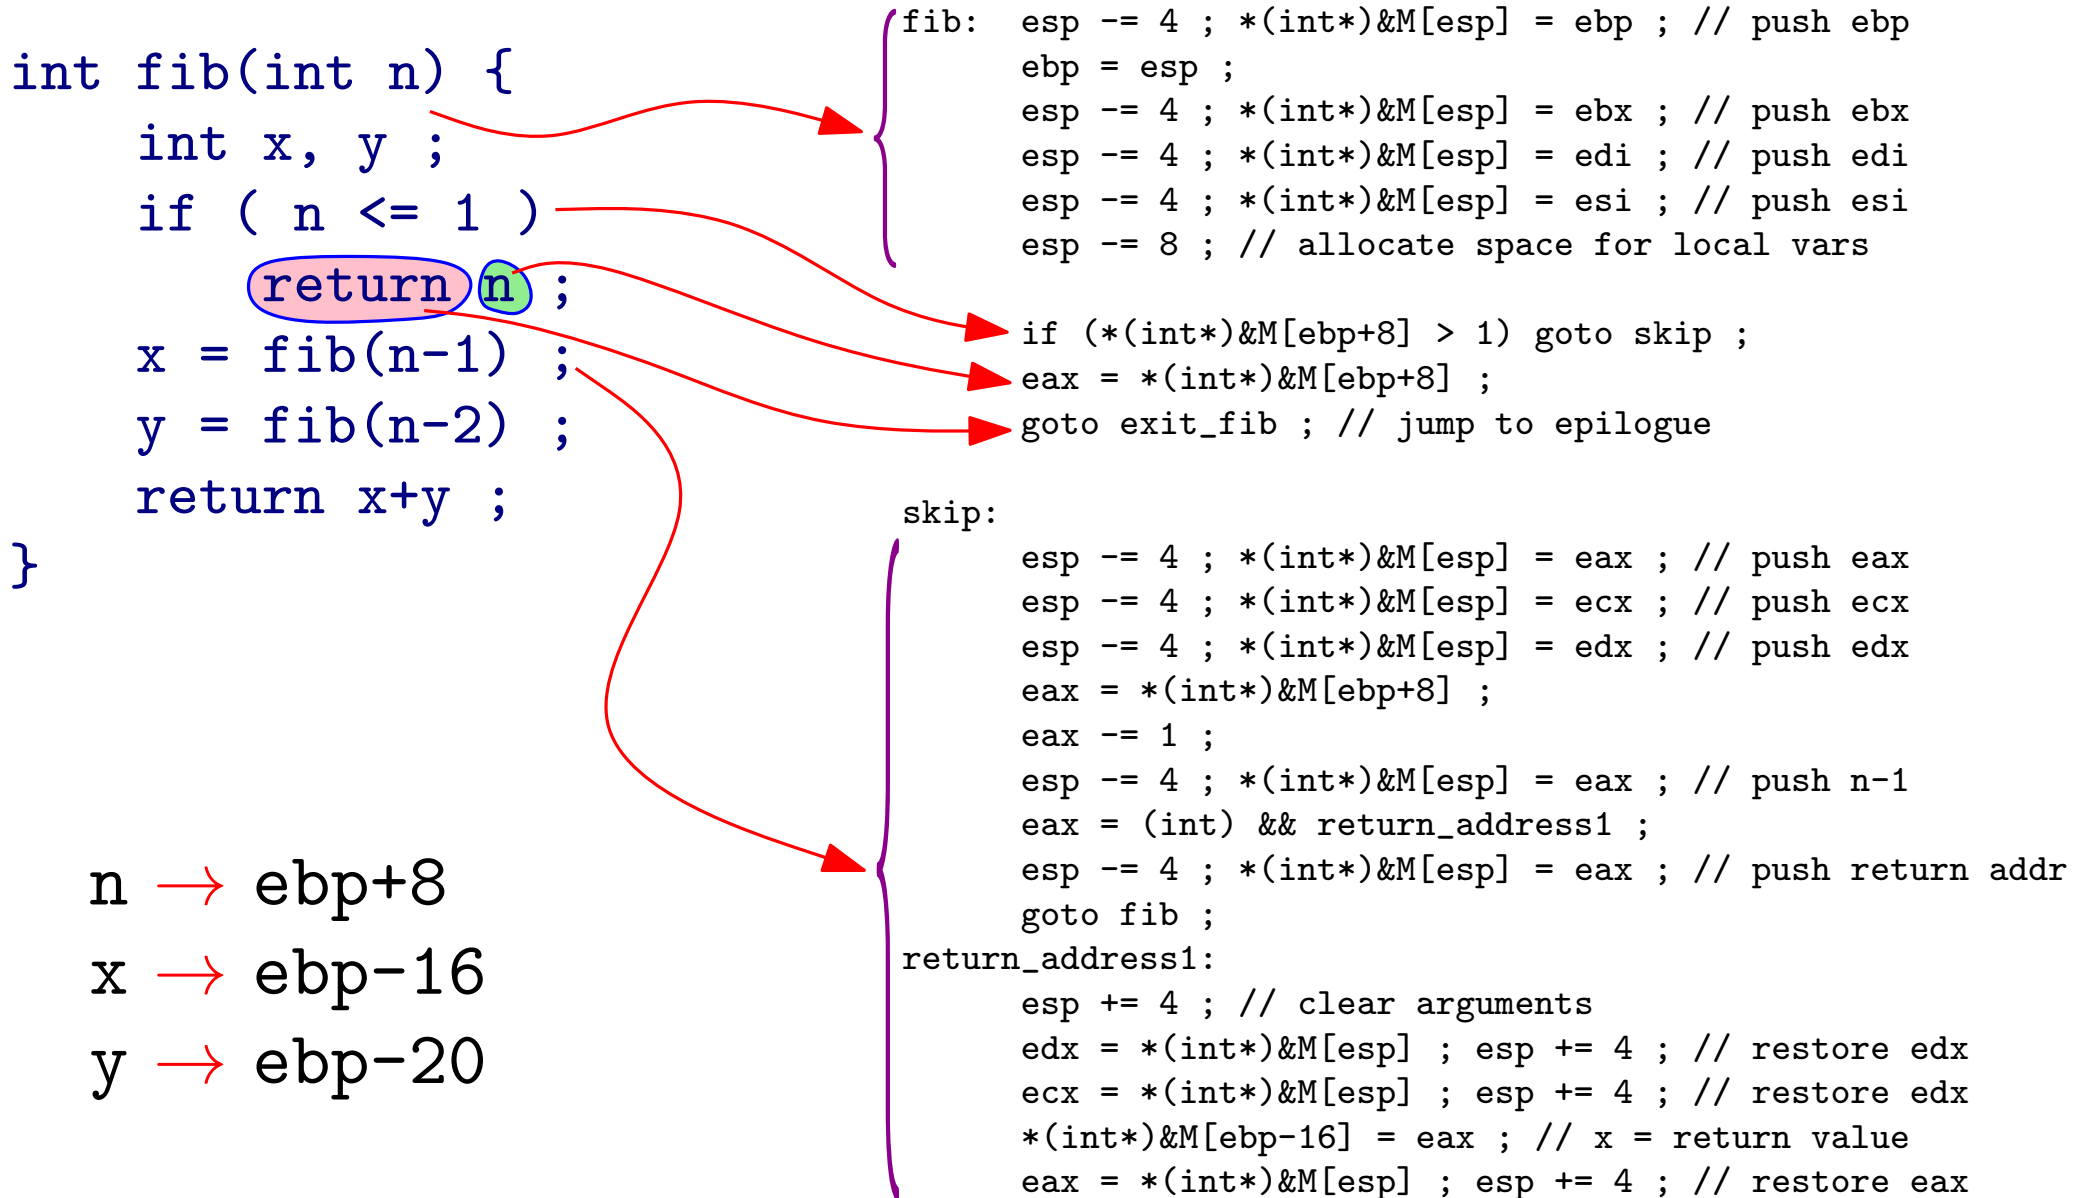 int fib(int n) {
int x, y ;
if ( n <= 1 )
return n ;
x = fib(n-1) ;
y = fib(n-2) ;
return x+y ;
}
n → ebp+8
x → ebp-16
y → ebp-20
fib: esp -= 4 ; *(int*)&M[esp] = ebp ; // push ebp
ebp = esp ;
esp -= 4 ; *(int*)&M[esp] = ebx ; // push ebx
esp -= 4 ; *(int*)&M[esp] = edi ; // push edi
esp -= 4 ; *(int*)&M[esp] = esi ; // push esi
esp -= 8 ; // allocate space for local vars
if (*(int*)&M[ebp+8] > 1) goto skip ;
eax = *(int*)&M[ebp+8] ;
goto exit_fib ; // jump to epilogue
skip:
esp -= 4 ; *(int*)&M[esp] = eax ; // push eax
esp -= 4 ; *(int*)&M[esp] = ecx ; // push ecx
esp -= 4 ; *(int*)&M[esp] = edx ; // push edx
eax = *(int*)&M[ebp+8] ;
eax -= 1 ;
esp -= 4 ; *(int*)&M[esp] = eax ; // push n-1
eax = (int) && return_address1 ;
esp -= 4 ; *(int*)&M[esp] = eax ; // push return addr
goto fib ;
return_address1:
esp += 4 ; // clear arguments
edx = *(int*)&M[esp] ; esp += 4 ; // restore edx
ecx = *(int*)&M[esp] ; esp += 4 ; // restore edx
*(int*)&M[ebp-16] = eax ; // x = return value
eax = *(int*)&M[esp] ; esp += 4 ; // restore eax